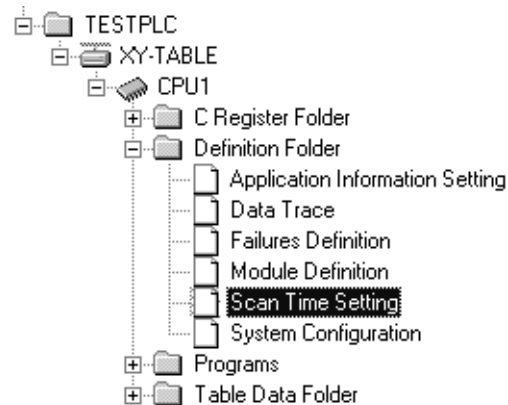 TESTPLC
XY-TABLE
CPU1
C Register Folder
Definition Folder
Application Information Setting
Data Trace
Failures Definition
Module Definition
Scan Time Setting
System Configuration
Programs
Table Data Folder